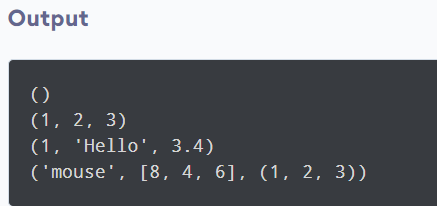 Output
()
(1, 2, 3)
(1, 'Hello', 3.4)
('mouse', [8, 4, 6], (1, 2, 3))